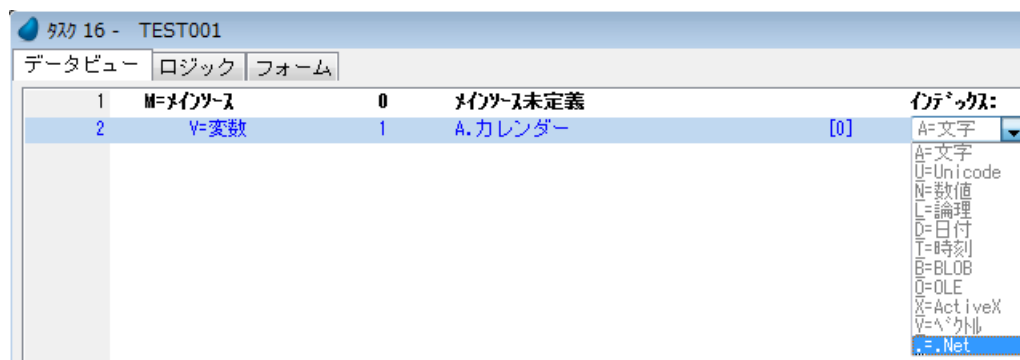 ﾀｽｸ 16 - TEST001
データビュー ロジック フォーム
1 M=ﾒｲﾝｿｰｽ 0 ﾒｲﾝｿｰｽ未定義 ｲﾝﾃﾞｯｸｽ:
2 V=変数 1 A.カレンダー [0] A=文字
A=文字
U=Unicode
N=数値
L=論理
D=日付
T=時刻
B=BLOB
O=OLE
X=ActiveX
V=ﾍﾞｸﾄﾙ
.=.Net